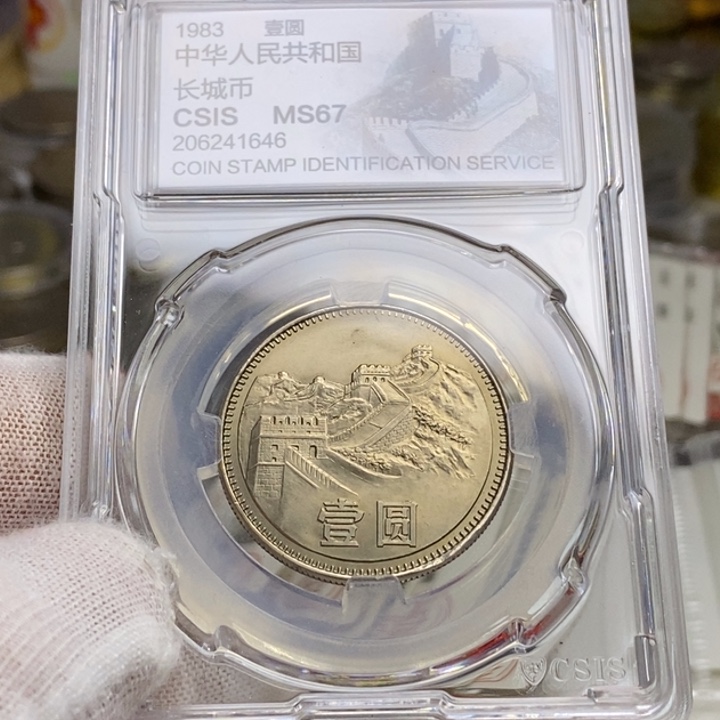 1983 壹圆
中华人民共和国
长城币
CSIS MS67
206241646
COIN STAMP IDENTIFICATION SERVICE
壹圆
CSIS